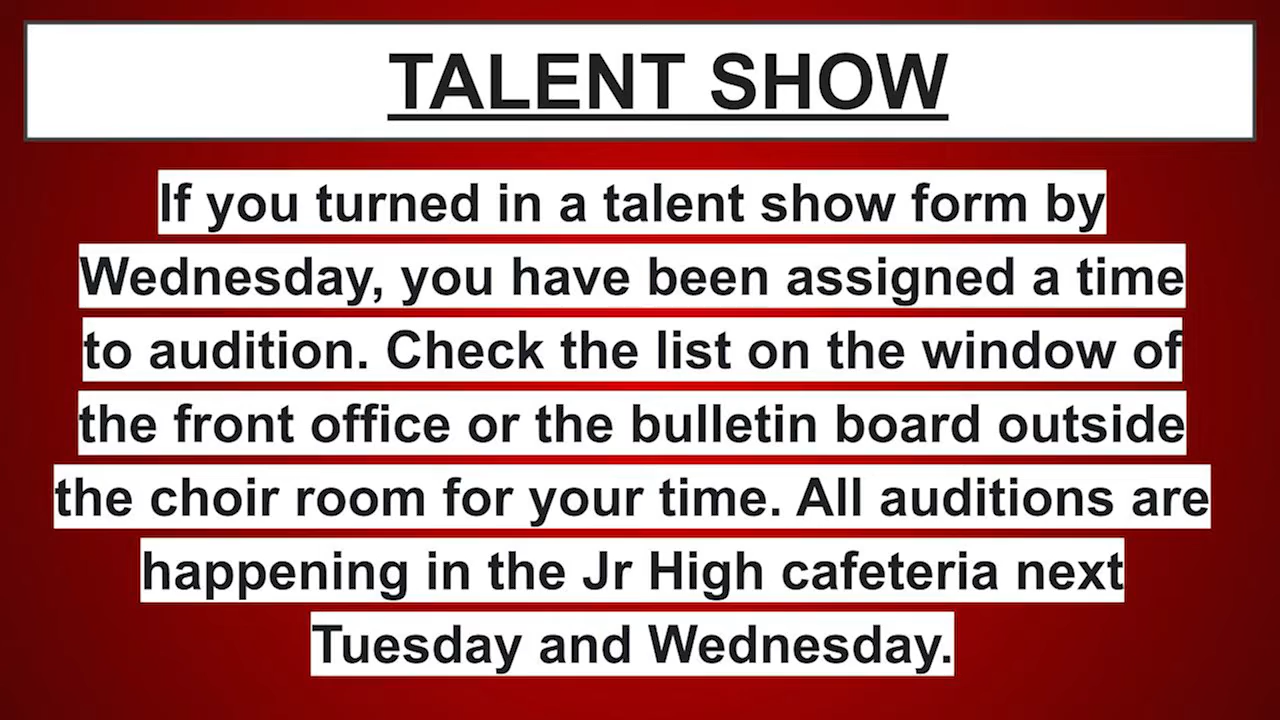 TALENT SHOW
If you turned in a talent show form by
Wednesday, you have been assigned a time
to audition. Check the list on the window of
the front office or the bulletin board outside
the choir room for your time. All auditions are
happening in the Jr High cafeteria next
Tuesday and Wednesday.